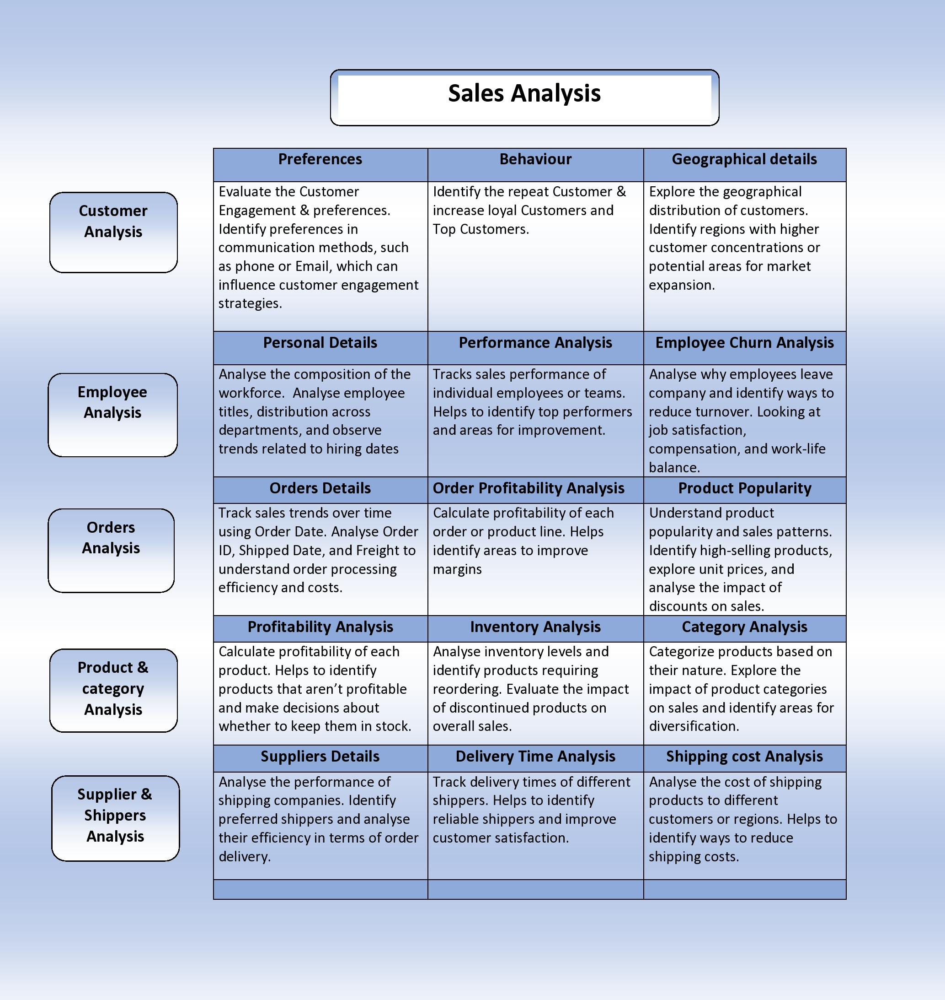 Sales Analysis
Preferences
Behaviour
Geographical details
Customer
Analysis
Evaluate the Customer
Engagement & preferences.
Identify preferences in
communication methods, such
as phone or Email, which can
influence customer engagement
strategies.
Identify the repeat Customer &
increase loyal Customers and
Top Customers.
Explore the geographical
distribution of customers.
Identify regions with higher
customer concentrations or
potential areas for market
expansion.
Personal Details
Performance Analysis
Employee Churn Analysis
Employee
Analysis
Analyse the composition of the
workforce.  Analyse employee
titles, distribution across
departments, and observe
trends related to hiring dates
Tracks sales performance of
individual employees or teams.
Helps to identify top performers
and areas for improvement.
Analyse why employees leave
company and identify ways to
reduce turnover. Looking at
job satisfaction,
compensation, and work-life
balance.
Orders Details
Order Profitability Analysis
Product Popularity
Orders
Analysis
Track sales trends over time
using Order Date. Analyse Order
ID, Shipped Date, and Freight to
understand order processing
efficiency and costs.
Calculate profitability of each
order or product line. Helps
identify areas to improve
margins
Understand product
popularity and sales patterns.
Identify high-selling products,
explore unit prices, and
analyse the impact of
discounts on sales.
Profitability Analysis
Inventory Analysis
Category Analysis
Product &
category
Analysis
Calculate profitability of each
product. Helps to identify
products that aren’t profitable
and make decisions about
whether to keep them in stock.
Analyse inventory levels and
identify products requiring
reordering. Evaluate the impact
of discontinued products on
overall sales.
Categorize products based on
their nature. Explore the
impact of product categories
on sales and identify areas for
diversification.
Suppliers Details
Delivery Time Analysis
Shipping cost Analysis
Supplier &
Shippers
Analysis
Analyse the performance of
shipping companies. Identify
preferred shippers and analyse
their efficiency in terms of order
delivery.
Track delivery times of different
shippers. Helps to identify
reliable shippers and improve
customer satisfaction.
Analyse the cost of shipping
products to different
customers or regions. Helps to
identify ways to reduce
shipping costs.